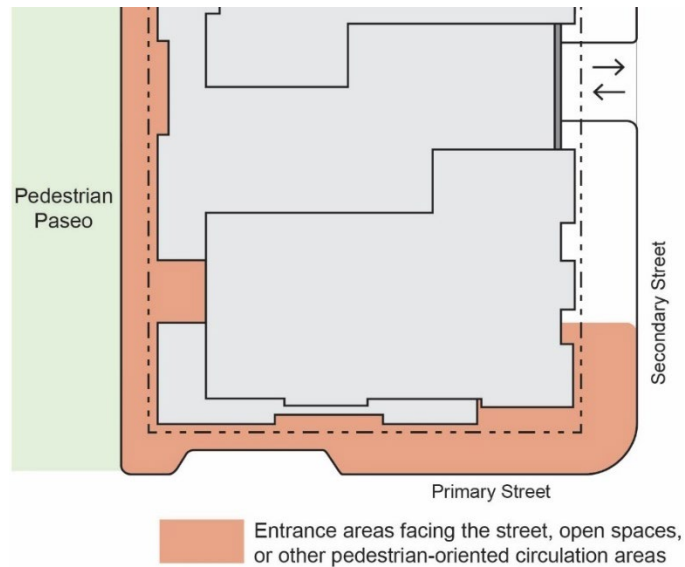 Pedestrian
Paseo
Secondary Street
Primary Street
Entrance areas facing the street, open spaces,
or other pedestrian-oriented circulation areas